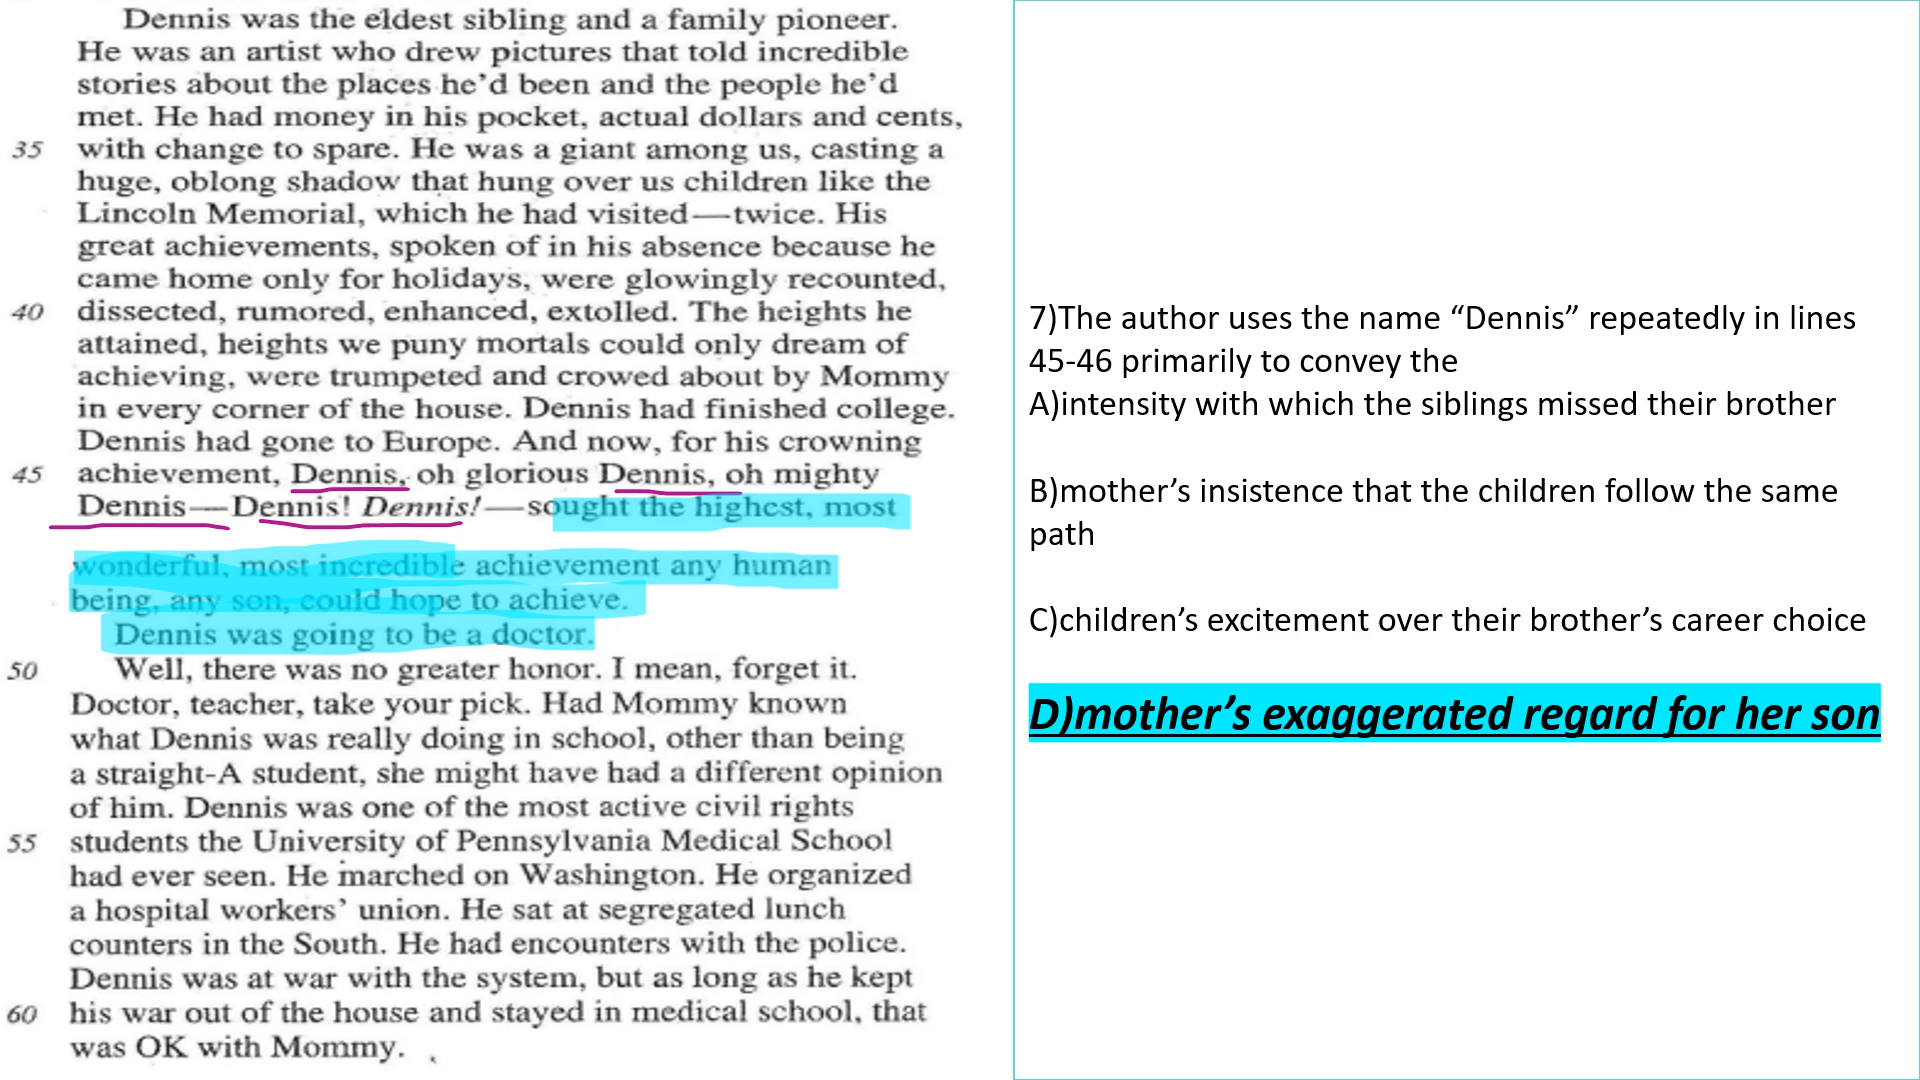 Dennis was the eldest sibling and a family pioneer.
He was an artist who drew pictures that told incredible
stories about the places he'd been and the people he'd
met. He had money in his pocket, actual dollars and cents,
35 with change to spare. He was a giant among us, casting a
huge, oblong shadow that hung over us children like the
Lincoln Memorial, which he had visited—twice. His
great achievements, spoken of in his absence because he
came home only for holidays, were glowingly recounted,
40 dissected, rumored, enhanced, extolled. The heights he
attained, heights we puny mortals could only dream of
achieving, were trumpeted and crowed about by Mommy
in every corner of the house. Dennis had finished college.
Dennis had gone to Europe. And now, for his crowning
45 achievement, Dennis, oh glorious Dennis, oh mighty
Dennis—Dennis! Dennis!—sought the highest, most
wonderful, most incredible achievement any human
being, any son, could hope to achieve.
Dennis was going to be a doctor.
50 Well, there was no greater honor. I mean, forget it.
Doctor, teacher, take your pick. Had Mommy known
what Dennis was really doing in school, other than being
a straight-A student, she might have had a different opinion
of him. Dennis was one of the most active civil rights
55 students the University of Pennsylvania Medical School
had ever seen. He marched on Washington. He organized
a hospital workers' union. He sat at segregated lunch
counters in the South. He had encounters with the police.
Dennis was at war with the system, but as long as he kept
60 his war out of the house and stayed in medical school, that
was OK with Mommy.
7)The author uses the name “Dennis” repeatedly in lines
45-46 primarily to convey the
A)intensity with which the siblings missed their brother
B)mother’s insistence that the children follow the same
path
C)children’s excitement over their brother’s career choice
D)mother’s exaggerated regard for her son